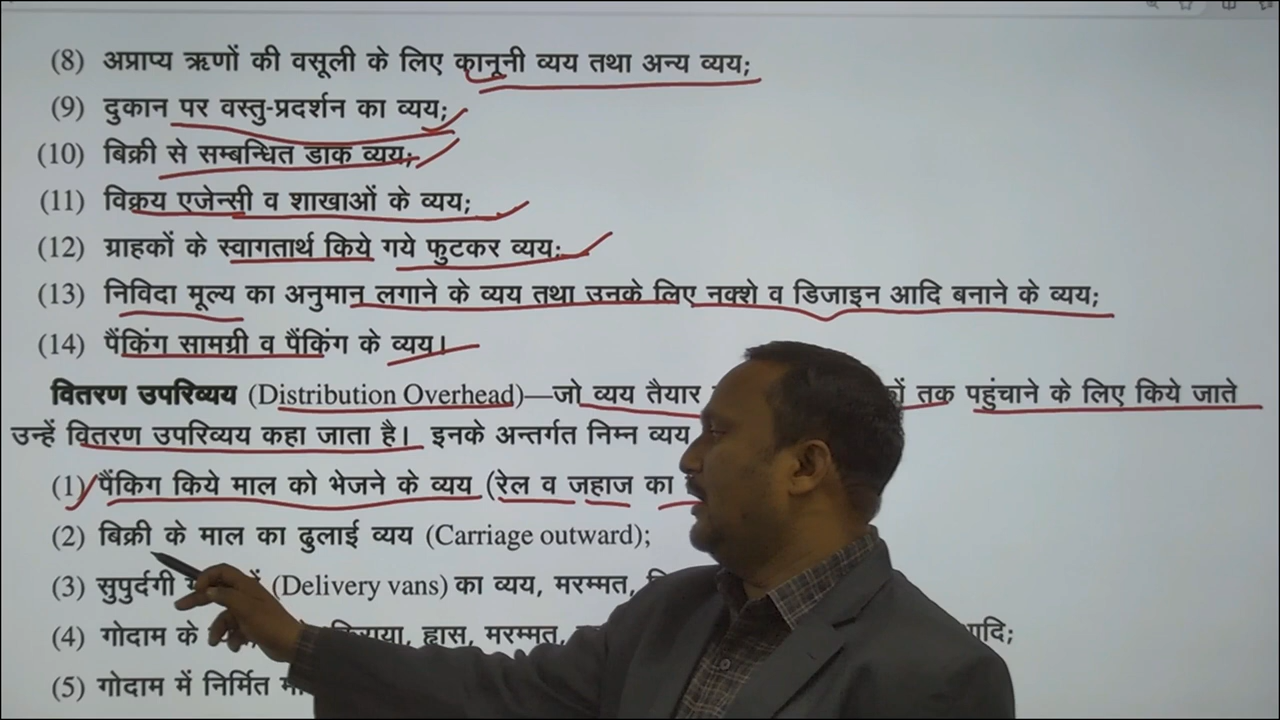 (8) अप्राप्य ऋणों की वसूली के लिए कानूनी व्यय तथा अन्य व्यय;
(9) दुकान पर वस्तु-प्रदर्शन का व्यय;
(10) बिक्री से सम्बन्धित डाक व्यय;
(11) विक्रय एजेन्सी व शाखाओं के व्यय;
(12) ग्राहकों के स्वागतार्थ किये गये फुटकर व्यय;
(13) निविदा मूल्य का अनुमान लगाने के व्यय तथा उनके लिए नक्शे व डिजाइन आदि बनाने के व्यय;
(14) पैंकिंग सामग्री व पैंकिंग के व्यय।
वितरण उपरिव्यय (Distribution Overhead)—जो व्यय तैयार तक पहुंचाने के लिए किये जाते
उन्हें वितरण उपरिव्यय कहा जाता है। इनके अन्तर्गत निम्न व्यय
(1) पैंकिग किये माल को भेजने के व्यय (रेल व जहाज का
(2) बिक्री के माल का ढुलाई व्यय (Carriage outward);
(3) सुपुर्दगी (Delivery vans) का व्यय, मरम्मत,
(4) गोदाम के किराया, ह्रास, मरम्मत, आदि;
(5) गोदाम में निर्मित